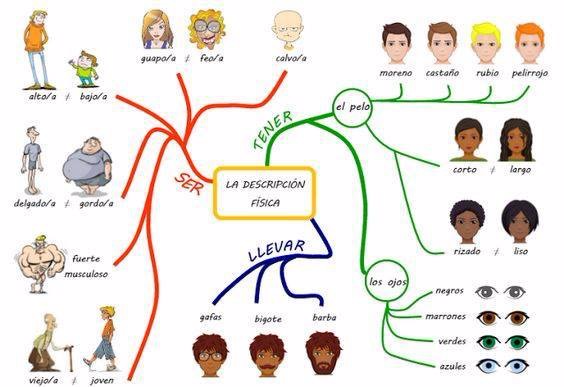 alto/a ≠ bajo/a
guapo/a ≠ feo/a
calvo/a
delgado/a ≠ gordo/a
fuerte
musculoso
viejo/a ≠ joven
SER
LA DESCRIPCIÓN
FÍSICA
TENER
el pelo
moreno castaño rubio pelirrojo
corto ≠ largo
rizado ≠ liso
los ojos
negros
marrones
verdes
azules
LLEVAR
gafas bigote barba